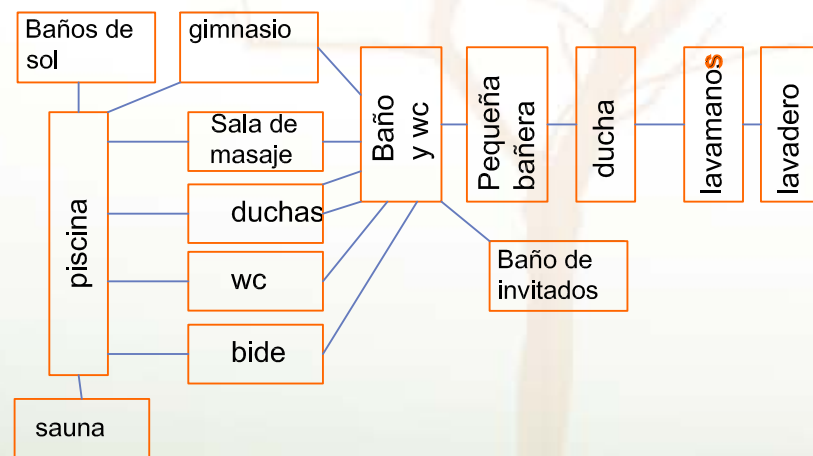 Baños de
sol
gimnasio
Sala de
masaje
duchas
wc
bide
piscina
sauna
Baño
y wc
Pequeña
bañera
ducha
lavamanos
lavadero
Baño de
invitados